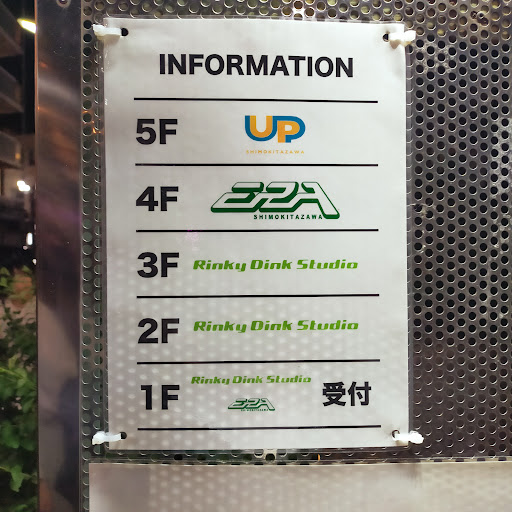 INFORMATION
5F UP
SHIMOKITAZAWA
4F ERA
SHIMOKITAZAWA
3F Rinky Dink Studio
2F Rinky Dink Studio
1F Rinky Dink Studio 受付
ERA